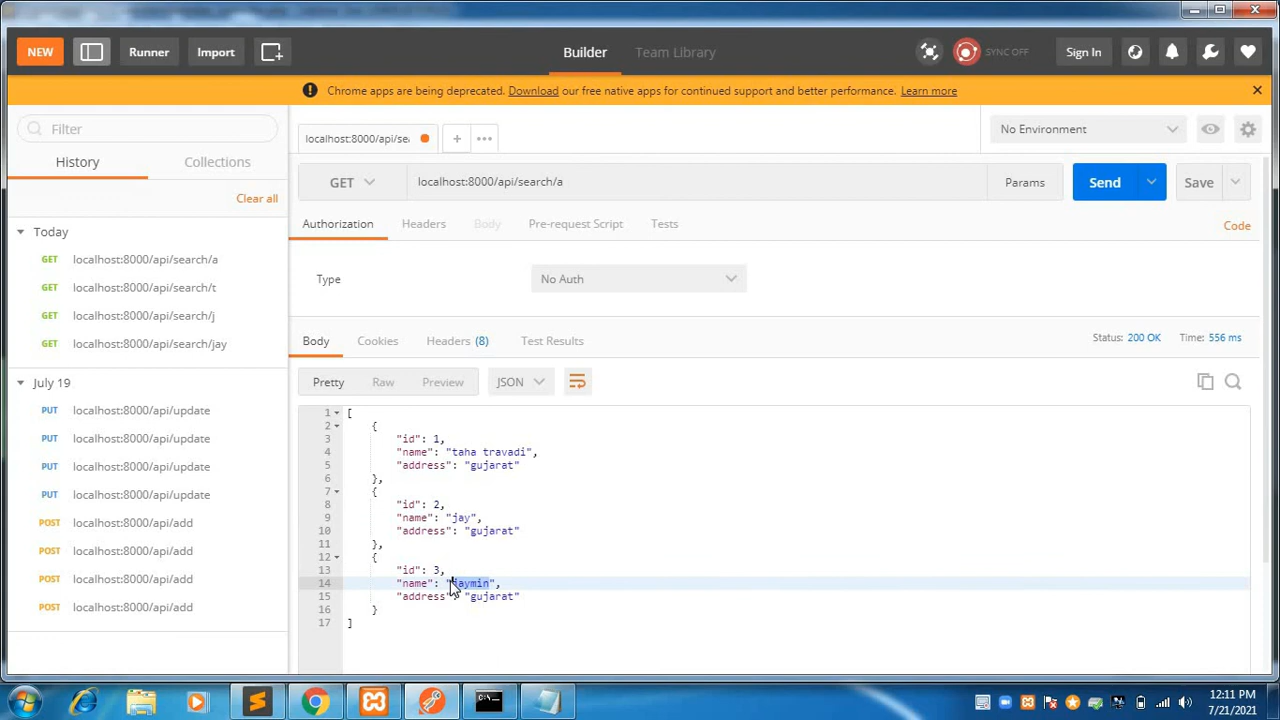 NEW Runner Import Builder Team Library SYNC OFF Sign In
Chrome apps are being deprecated. Download our free native apps for continued support and better performance. Learn more
Filter
History Collections
Clear all
Today
GET localhost:8000/api/search/a
GET localhost:8000/api/search/t
GET localhost:8000/api/search/j
GET localhost:8000/api/search/jay
July 19
PUT localhost:8000/api/update
PUT localhost:8000/api/update
PUT localhost:8000/api/update
PUT localhost:8000/api/update
POST localhost:8000/api/add
POST localhost:8000/api/add
POST localhost:8000/api/add
POST localhost:8000/api/add
localhost:8000/api/sea
No Environment
GET localhost:8000/api/search/a Params Send Save
Authorization Headers Body Pre-request Script Tests Code
Type No Auth
Body Cookies Headers (8) Test Results Status: 200 OK Time: 556 ms
Pretty Raw Preview JSON
1 [
2 {
3 "id": 1,
4 "name": "taha travadi",
5 "address": "gujarat"
6 },
7 {
8 "id": 2,
9 "name": "jay",
10 "address": "gujarat"
11 },
12 {
13 "id": 3,
14 "name": "jaymin",
15 "address": "gujarat"
16 }
17 ]
12:11 PM
7/21/2021